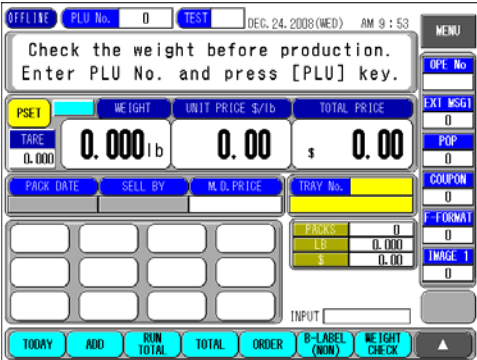 OFFLINE PLU No. 0 TEST DEC. 24. 2008(WED) AM 9:53 MENU
Check the weight before production.
Enter PLU No. and press [PLU] key.
OPE No
PSET WEIGHT UNIT PRICE $/lb TOTAL PRICE
EXT MSG1
0
TARE
0.000
0.000 lb 0.00 $ 0.00
POP
0
PACK DATE SELL BY M.D.PRICE TRAY No.
COUPON
0
F-FORMAT
0
PACKS 0
LB 0.000
$ 0.00
IMAGE 1
0
INPUT
TODAY ADD RUN TOTAL TOTAL ORDER B-LABEL (NON) WEIGHT CHECK ▲